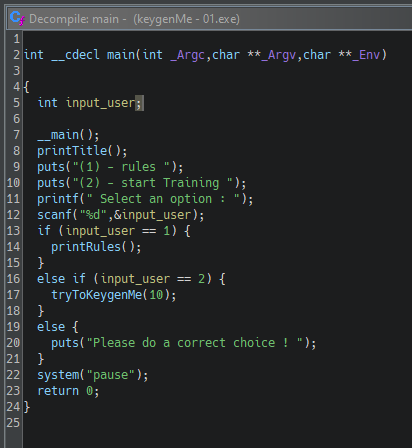 Decompile: main - (keygenMe - 01.exe)
1
2 int __cdecl main(int _Argc,char **_Argv,char **_Env)
3
4 {
5 int input_user;
6
7 __main();
8 printTitle();
9 puts("(1) - rules ");
10 puts("(2) - start Training ");
11 printf(" Select an option : ");
12 scanf("%d",&input_user);
13 if (input_user == 1) {
14 printRules();
15 }
16 else if (input_user == 2) {
17 tryToKeygenMe(10);
18 }
19 else {
20 puts("Please do a correct choice ! ");
21 }
22 system("pause");
23 return 0;
24 }
25